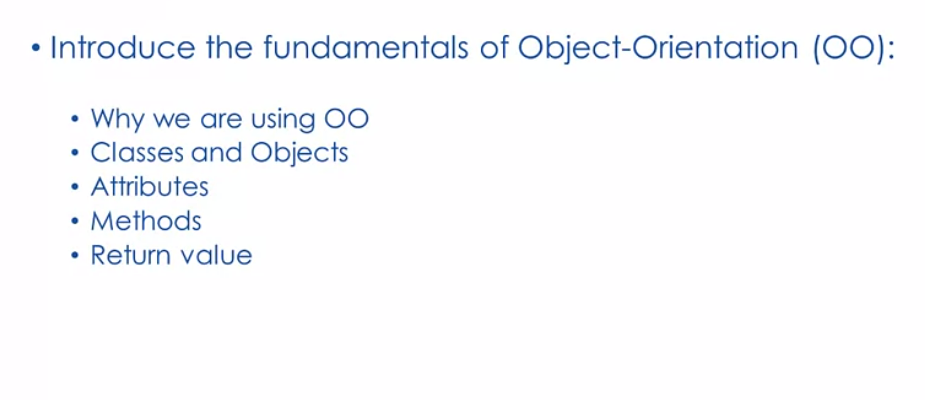 • Introduce the fundamentals of Object-Orientation (OO):
• Why we are using OO
• Classes and Objects
• Attributes
• Methods
• Return value